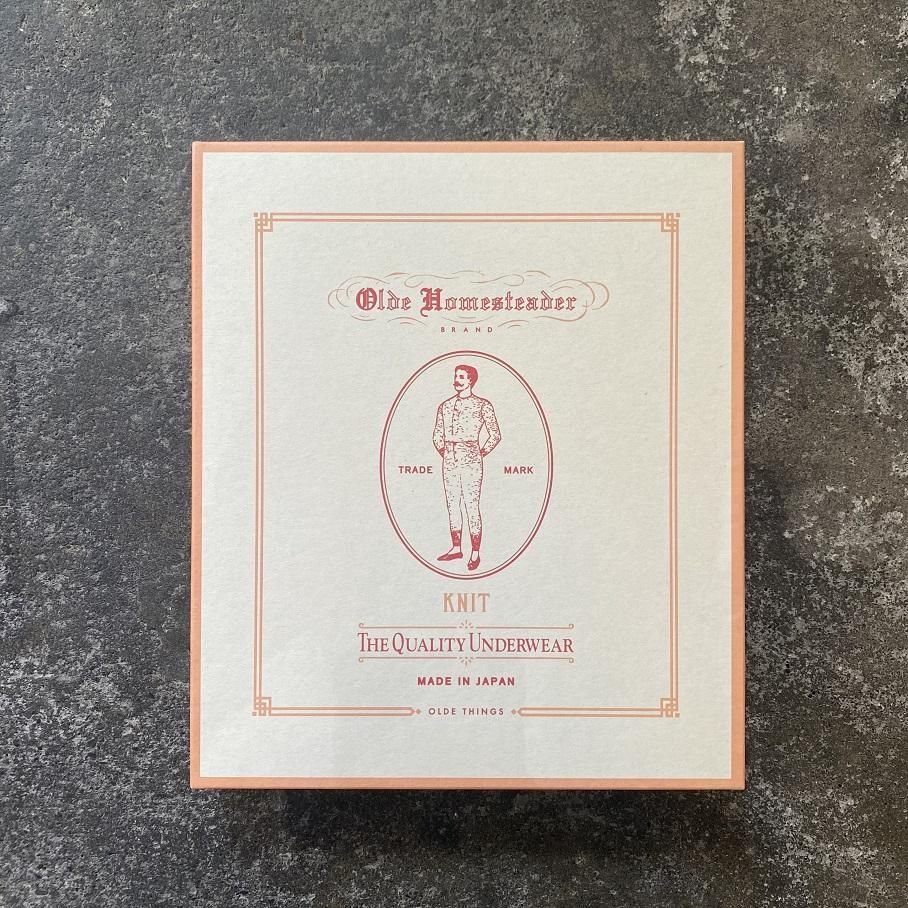 Olde Homesteader
BRAND
TRADE MARK
KNIT
THE QUALITY UNDERWEAR
MADE IN JAPAN
OLDE THINGS